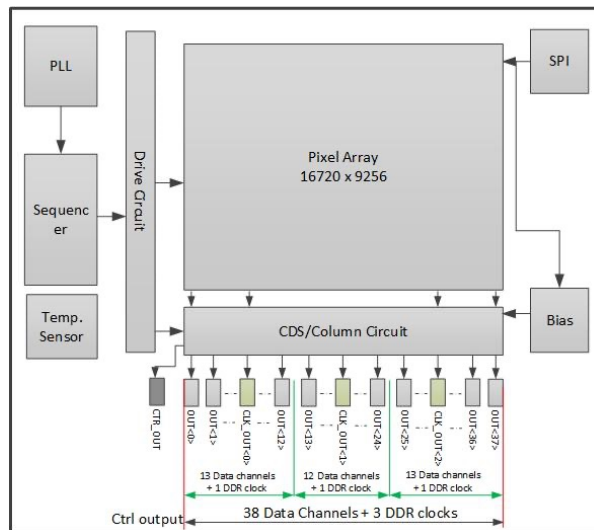 PLL
SPI
Drive Circuit
Pixel Array
16720 x 9256
Sequenc
er
Temp.
Sensor
CDS/Column Circuit
Bias
CTR_OUT
OUT<0>
OUT<1>
CLK_OUT<0>
OUT<12>
OUT<13>
CLK_OUT<1>
OUT<24>
OUT<25>
CLK_OUT<2>
OUT<36>
OUT<37>
13 Data channels
+ 1 DDR clock
12 Data channels
+ 1 DDR clock
13 Data channels
+ 1 DDR clock
Ctrl output
38 Data Channels + 3 DDR clocks